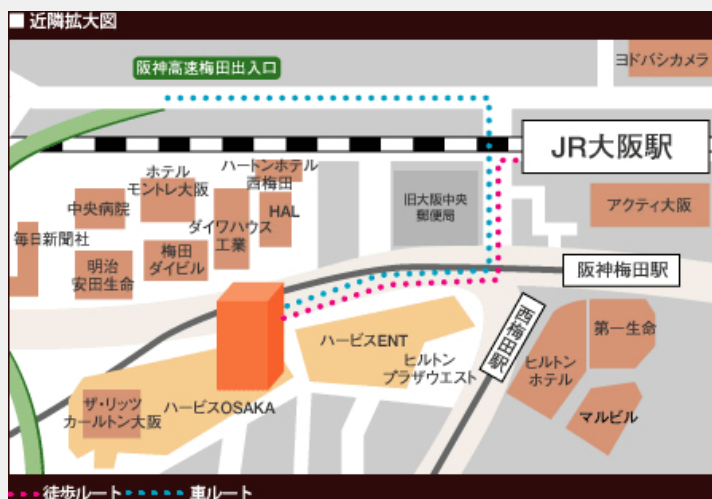 ■ 近隣拡大図
ヨドバシカメラ
阪神高速梅田出入口
JR大阪駅
ホテル
モントレ大阪
ハートンホテル
西梅田
中央病院
HAL
旧大阪中央
郵便局
アクティ大阪
毎日新聞社
ダイワハウス
工業
明治
安田生命
梅田
ダイビル
阪神梅田駅
西梅田駅
第一生命
ハービスENT
ヒルトン
プラザウエスト
ヒルトン
ホテル
ザ・リッツ
カールトン大阪
ハービスOSAKA
マルビル
徒歩ルート
車ルート